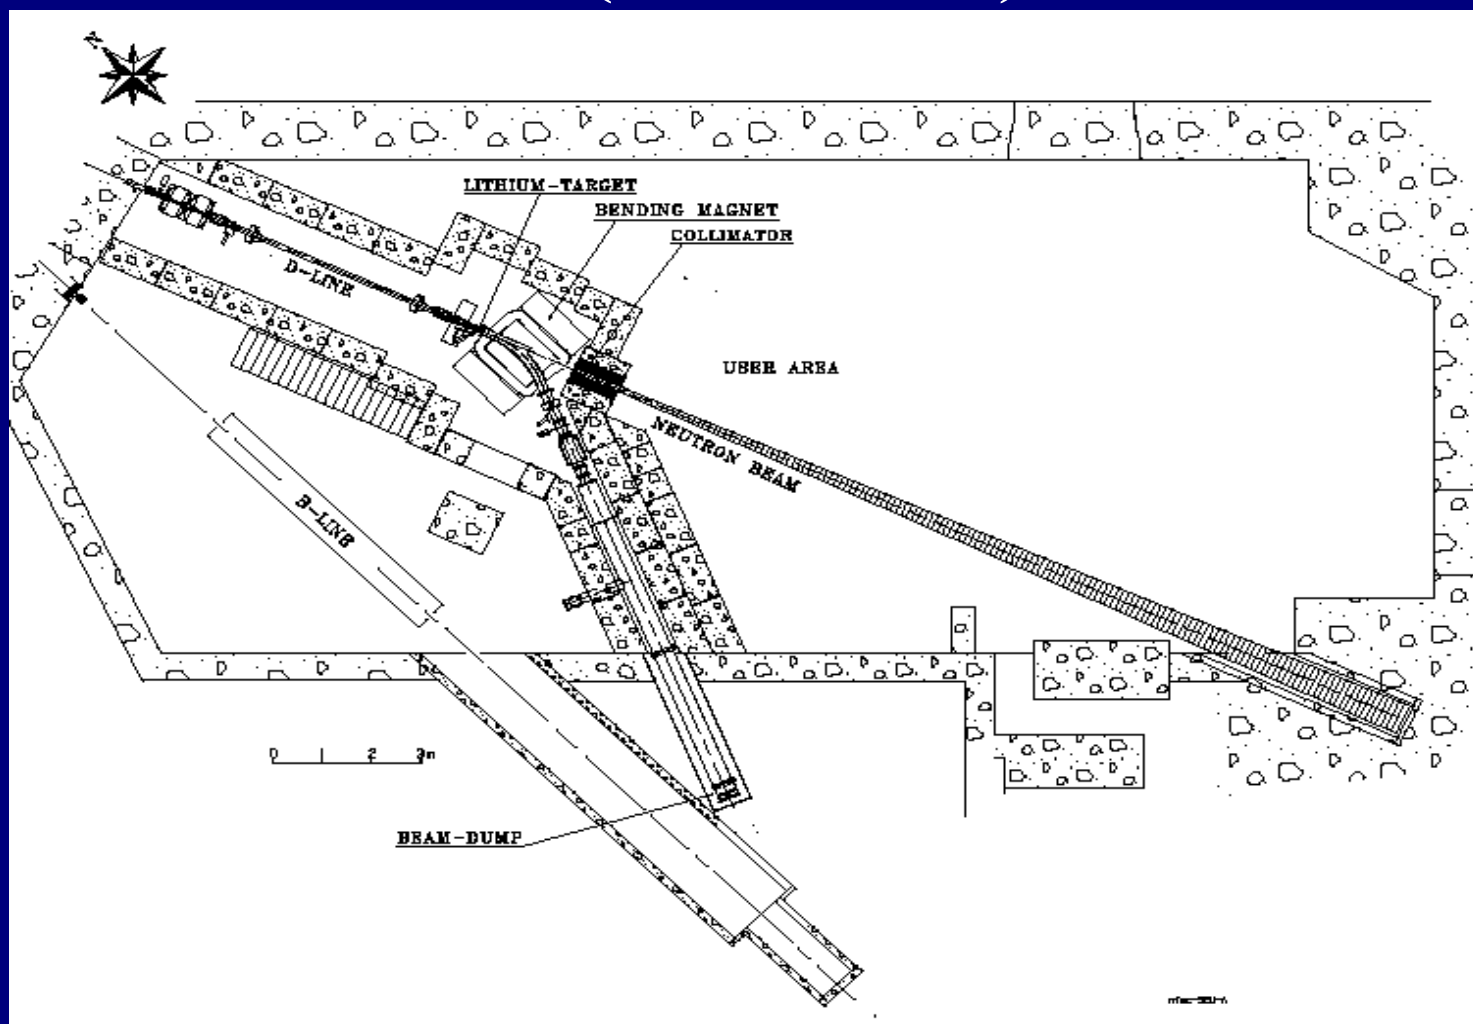 N
LITHIUM-TARGET
BENDING MAGNET
COLLIMATOR
D-LINE
USER AREA
NEUTRON BEAM
B-LINE
0 1 2 3m
BEAM-DUMP